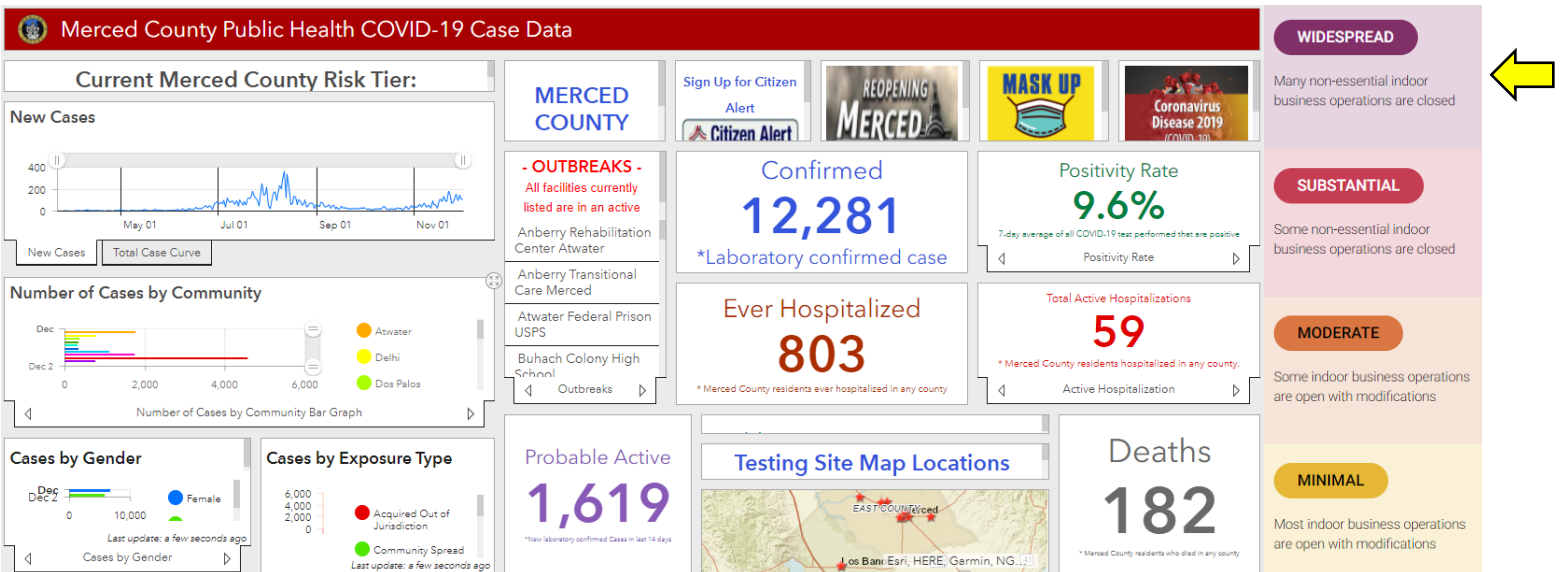 Merced County Public Health COVID-19 Case Data
Current Merced County Risk Tier:
New Cases
400
200
0
May 01
Jul 01
Sep 01
Nov 01
New Cases
Total Case Curve
Number of Cases by Community
Dec
Dec 2
0
2,000
4,000
6,000
Atwater
Delhi
Dos Palos
Number of Cases by Community Bar Graph
Cases by Gender
Dec
Dec 2
0
10,000
Female
Last update: a few seconds ago
Cases by Gender
Cases by Exposure Type
6,000
4,000
2,000
0
Acquired Out of
Jurisdiction
Community Spread
Last update: a few seconds ago
MERCED
COUNTY
Sign Up for Citizen
Alert
Citizen Alert
REOPENING
MERCED
MASK UP
Coronavirus
Disease 2019
(COVID-19)
- OUTBREAKS -
All facilities currently
listed are in an active
Anberry Rehabilitation
Center Atwater
Anberry Transitional
Care Merced
Atwater Federal Prison
USPS
Buhach Colony High
School
Outbreaks
Confirmed
12,281
*Laboratory confirmed case
Positivity Rate
9.6%
7-day average of all COVID-19 test performed that are positive
Positivity Rate
Ever Hospitalized
803
* Merced County residents ever hospitalized in any county
Total Active Hospitalizations
59
* Merced County residents hospitalized in any county.
Active Hospitalization
Probable Active
1,619
*New laboratory confirmed Cases in last 14 days
Testing Site Map Locations
EAST COUNTY
Merced
Los Ban
Esri, HERE, Garmin, NG...
Deaths
182
* Merced County residents who died in any county
WIDESPREAD
Many non-essential indoor
business operations are closed
SUBSTANTIAL
Some non-essential indoor
business operations are closed
MODERATE
Some indoor business operations
are open with modifications
MINIMAL
Most indoor business operations
are open with modifications